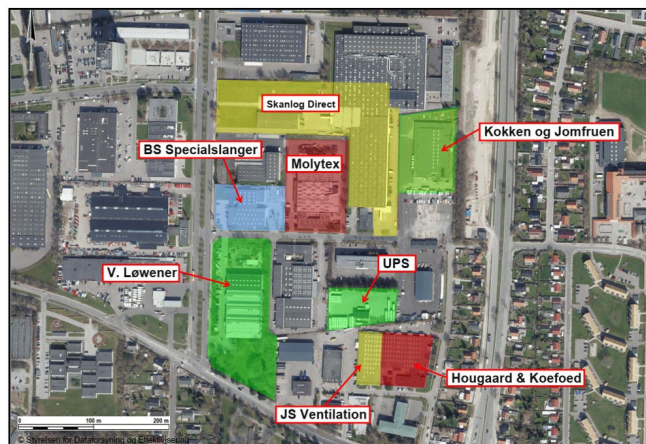 Skanlog Direct
Kokken og Jomfruen
BS Specialslanger
Molytex
V. Løwener
UPS
Hougaard & Koefoed
JS Ventilation
0 100 m 200 m
© Styrelsen for Dataforsyning og Effektivisering